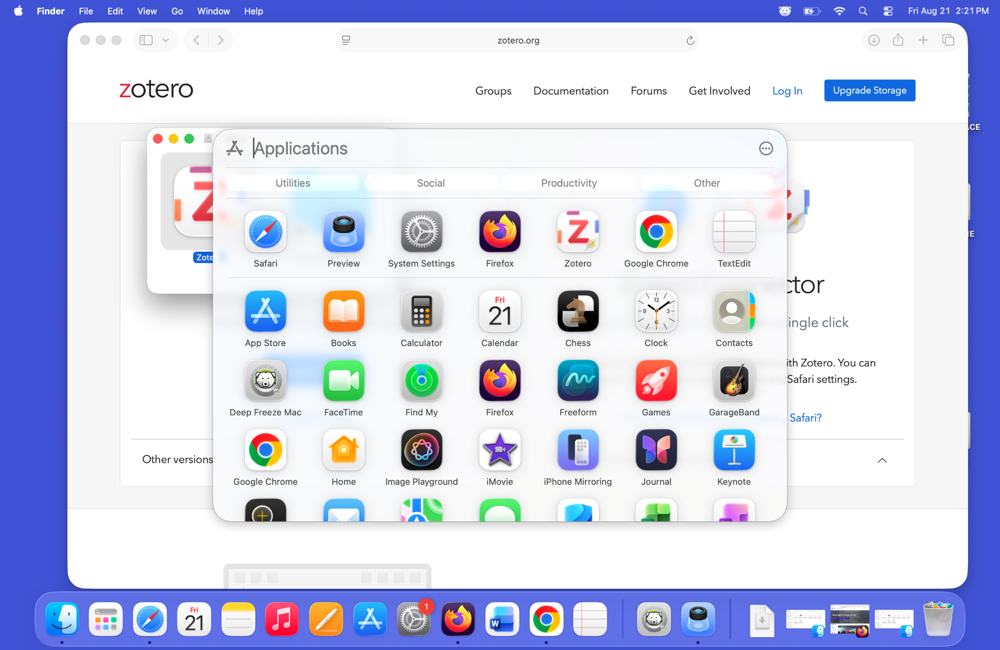 Finder File Edit View Go Window Help Fri Aug 21 2:21 PM
zotero.org
zotero Groups Documentation Forums Get Involved Log In Upgrade Storage
ACE
Applications
Utilities Social Productivity Other
Safari Preview System Settings Firefox Zotero Google Chrome TextEdit
Zote
Fri
21
App Store Books Calculator Calendar Chess Clock Contacts
ctor
ingle click
Deep Freeze Mac FaceTime Find My Firefox Freeform Games GarageBand
ith Zotero. You can
Safari settings.
Safari?
Other versions
Google Chrome Home Image Playground iMovie iPhone Mirroring Journal Keynote
Fri
21
1
W